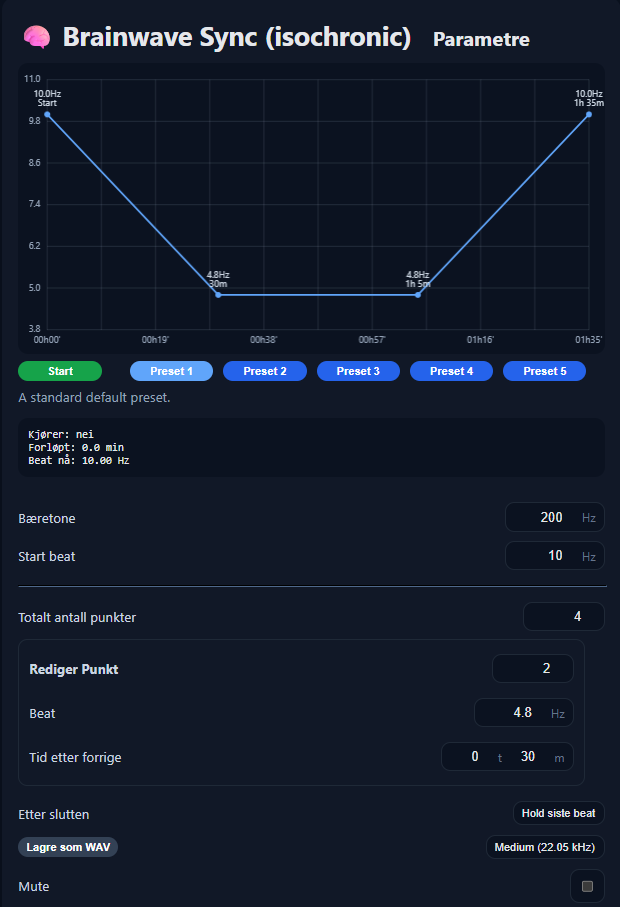 Brainwave Sync (isochronic) Parametre
11.0
10.0Hz
Start
10.0Hz
1h 35m
9.8
8.6
7.4
6.2
4.8Hz
30m
4.8Hz
1h 5m
5.0
3.8
00h00' 00h19' 00h38' 00h57' 01h16' 01h35'
Start Preset 1 Preset 2 Preset 3 Preset 4 Preset 5
A standard default preset.
Kjører: nei
Forløpt: 0.0 min
Beat nå: 10.00 Hz
Bæretone 200 Hz
Start beat 10 Hz
Totalt antall punkter 4
Rediger Punkt 2
Beat 4.8 Hz
Tid etter forrige 0 t 30 m
Etter slutten Hold siste beat
Lagre som WAV Medium (22.05 kHz)
Mute